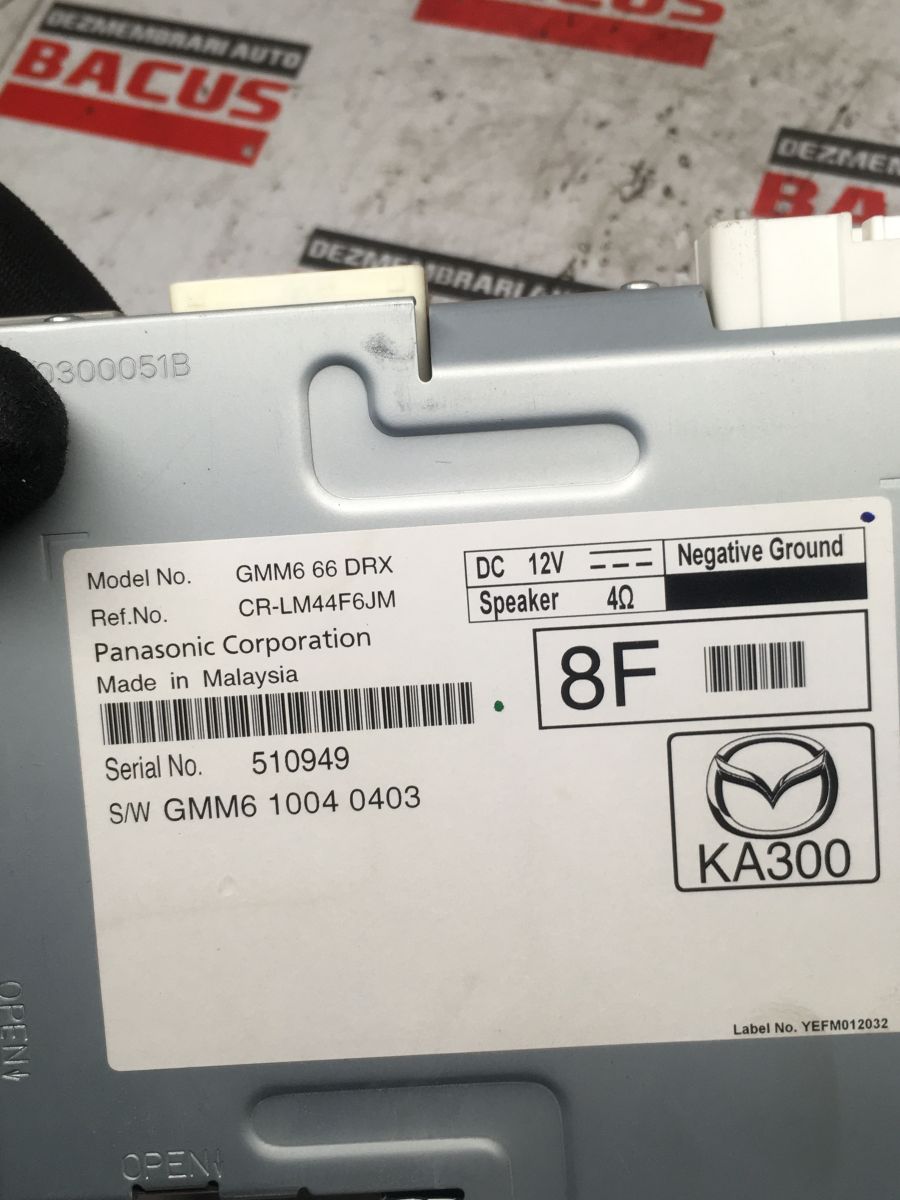 DEZMEMBRARI AUTO
BACUS
DEZMEMBRARI
BACUS
DEZMEMBRARI
0300051B
Model No. GMM6 66 DRX
Ref.No. CR-LM44F6JM
Panasonic Corporation
Made in Malaysia
Serial No. 510949
S/W GMM6 1004 0403
DC 12V
Negative Ground
Speaker 4Ω
8F
KA300
Label No. YEFM012032
OPEN
OPEN